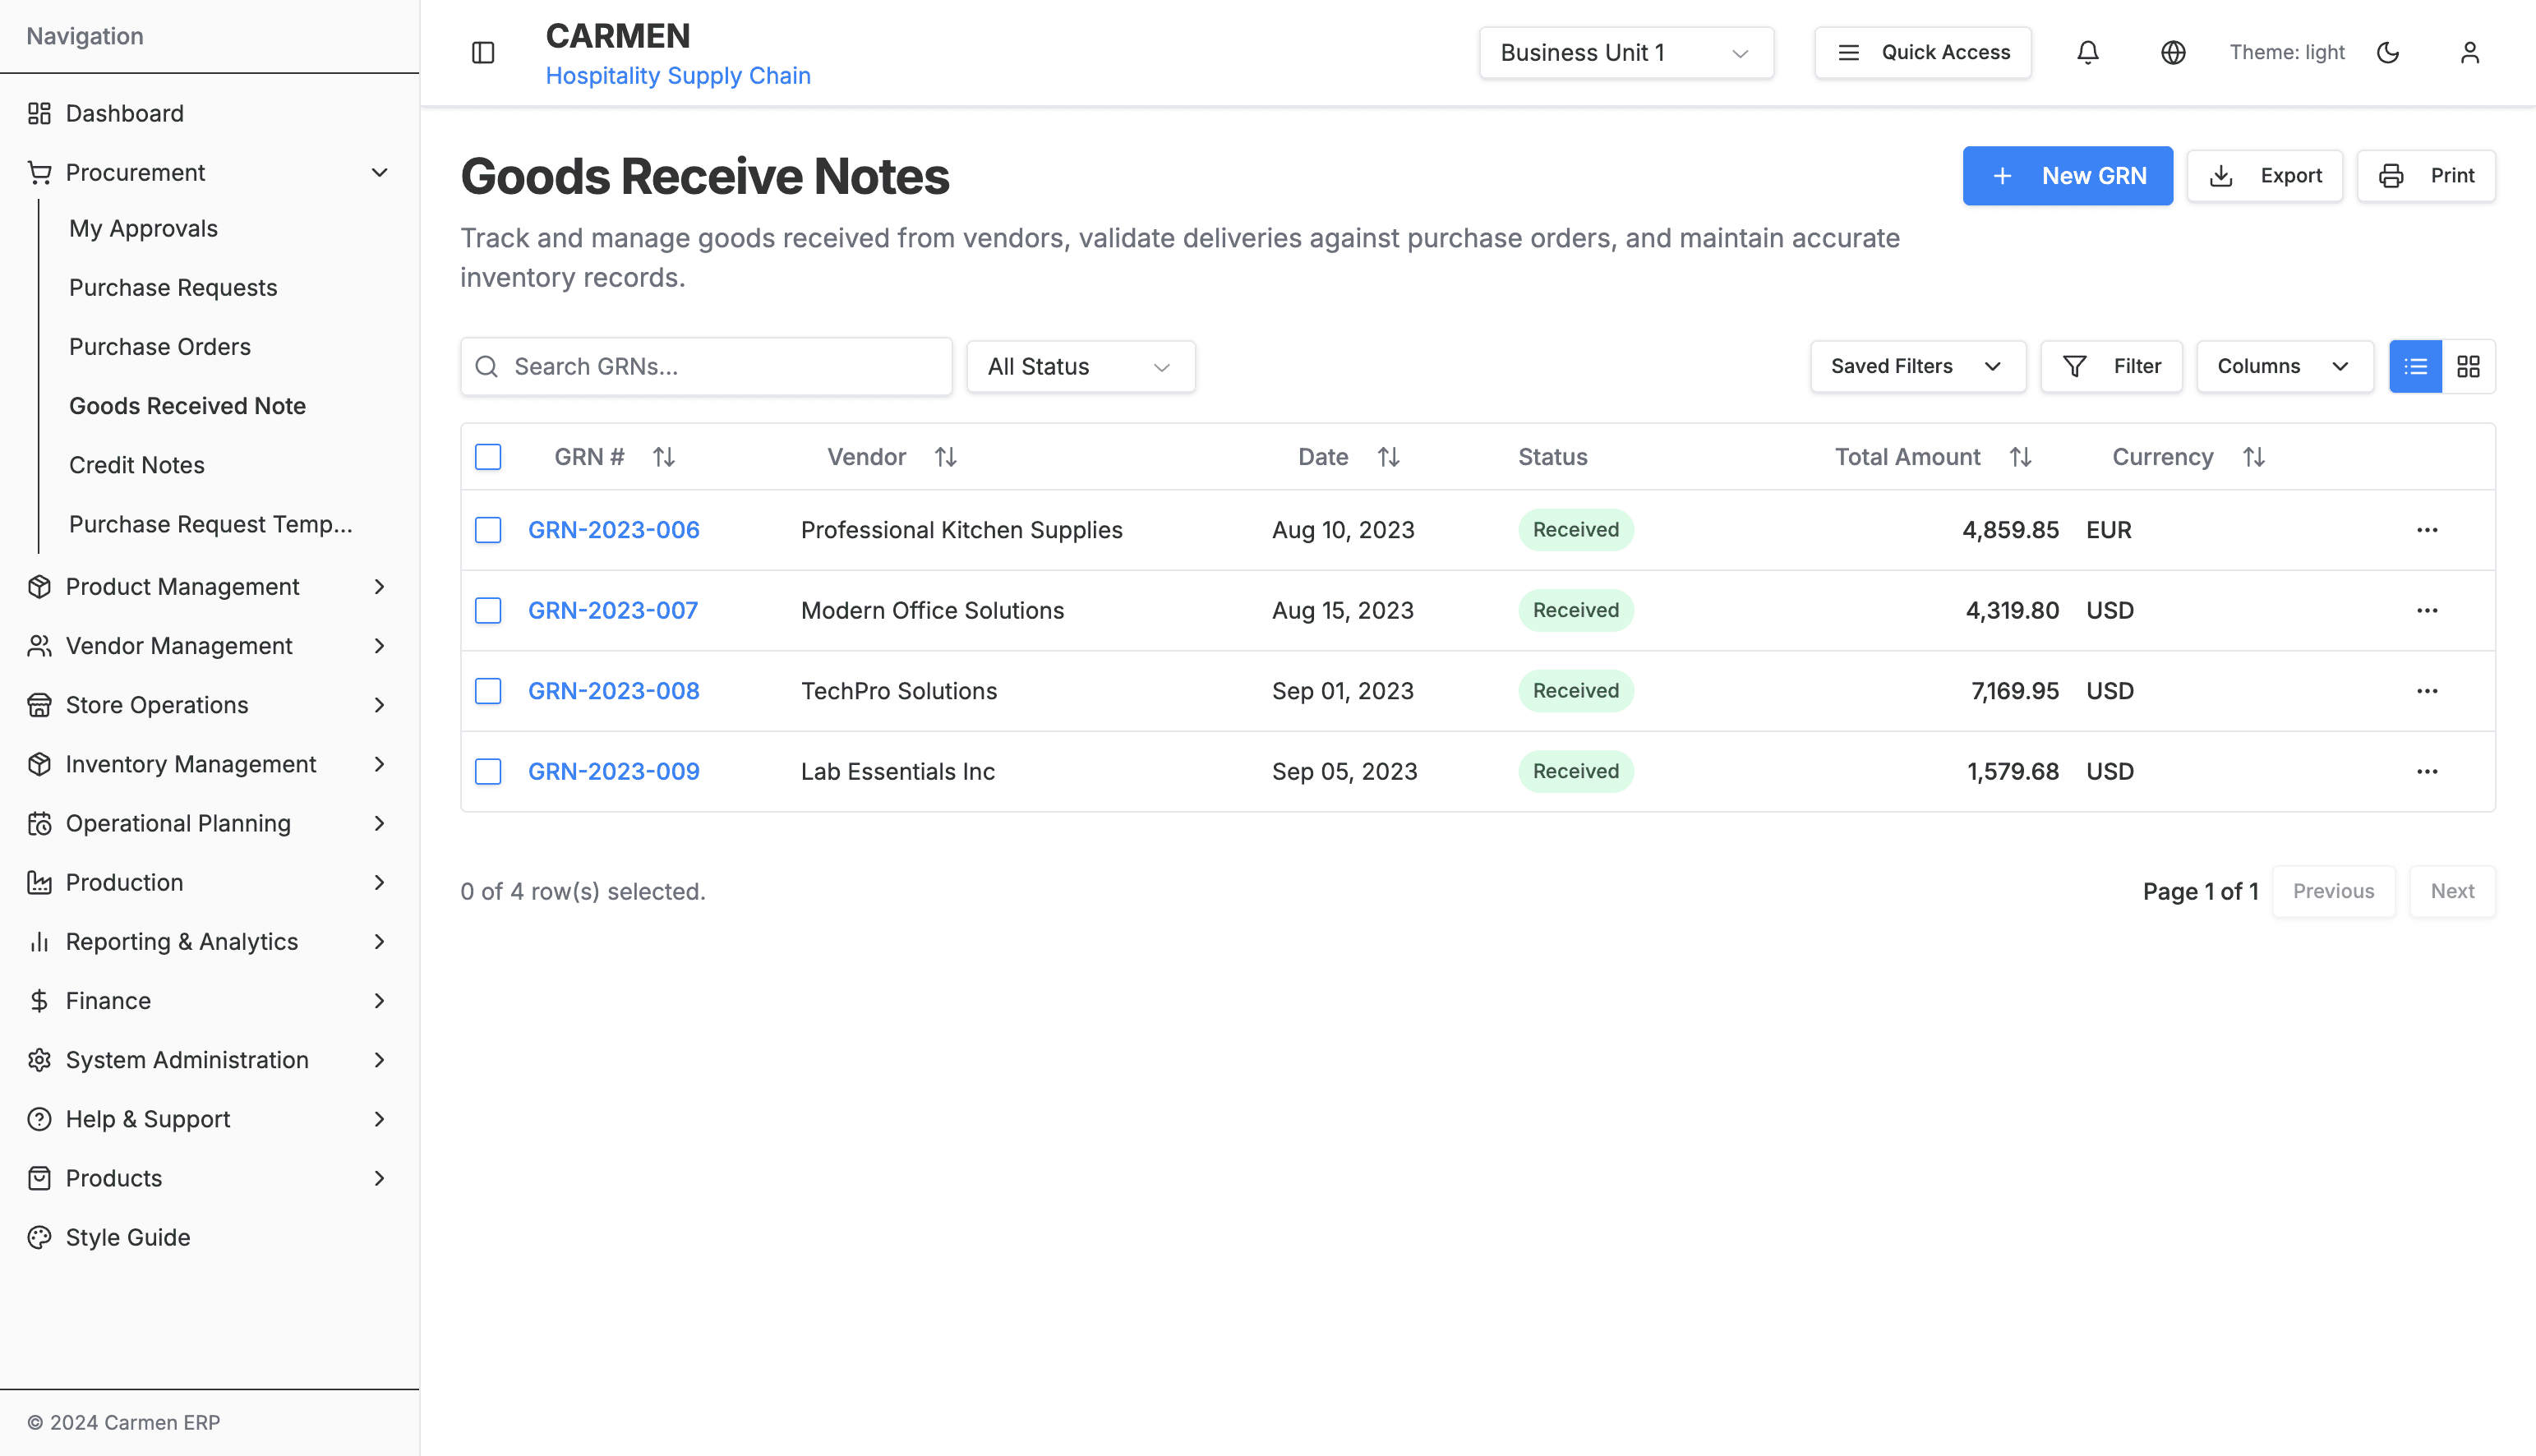 Navigation
Dashboard
Procurement
My Approvals
Purchase Requests
Purchase Orders
Goods Received Note
Credit Notes
Purchase Request Temp...
Product Management
Vendor Management
Store Operations
Inventory Management
Operational Planning
Production
Reporting & Analytics
Finance
System Administration
Help & Support
Products
Style Guide
© 2024 Carmen ERP
CARMEN
Hospitality Supply Chain
Business Unit 1
Quick Access
Theme: light
Goods Receive Notes
New GRN
Export
Print
Track and manage goods received from vendors, validate deliveries against purchase orders, and maintain accurate
inventory records.
Search GRNs...
All Status
Saved Filters
Filter
Columns
GRN # Vendor Date Status Total Amount Currency
GRN-2023-006 Professional Kitchen Supplies Aug 10, 2023 Received 4,859.85 EUR
GRN-2023-007 Modern Office Solutions Aug 15, 2023 Received 4,319.80 USD
GRN-2023-008 TechPro Solutions Sep 01, 2023 Received 7,169.95 USD
GRN-2023-009 Lab Essentials Inc Sep 05, 2023 Received 1,579.68 USD
0 of 4 row(s) selected.
Page 1 of 1
Previous
Next